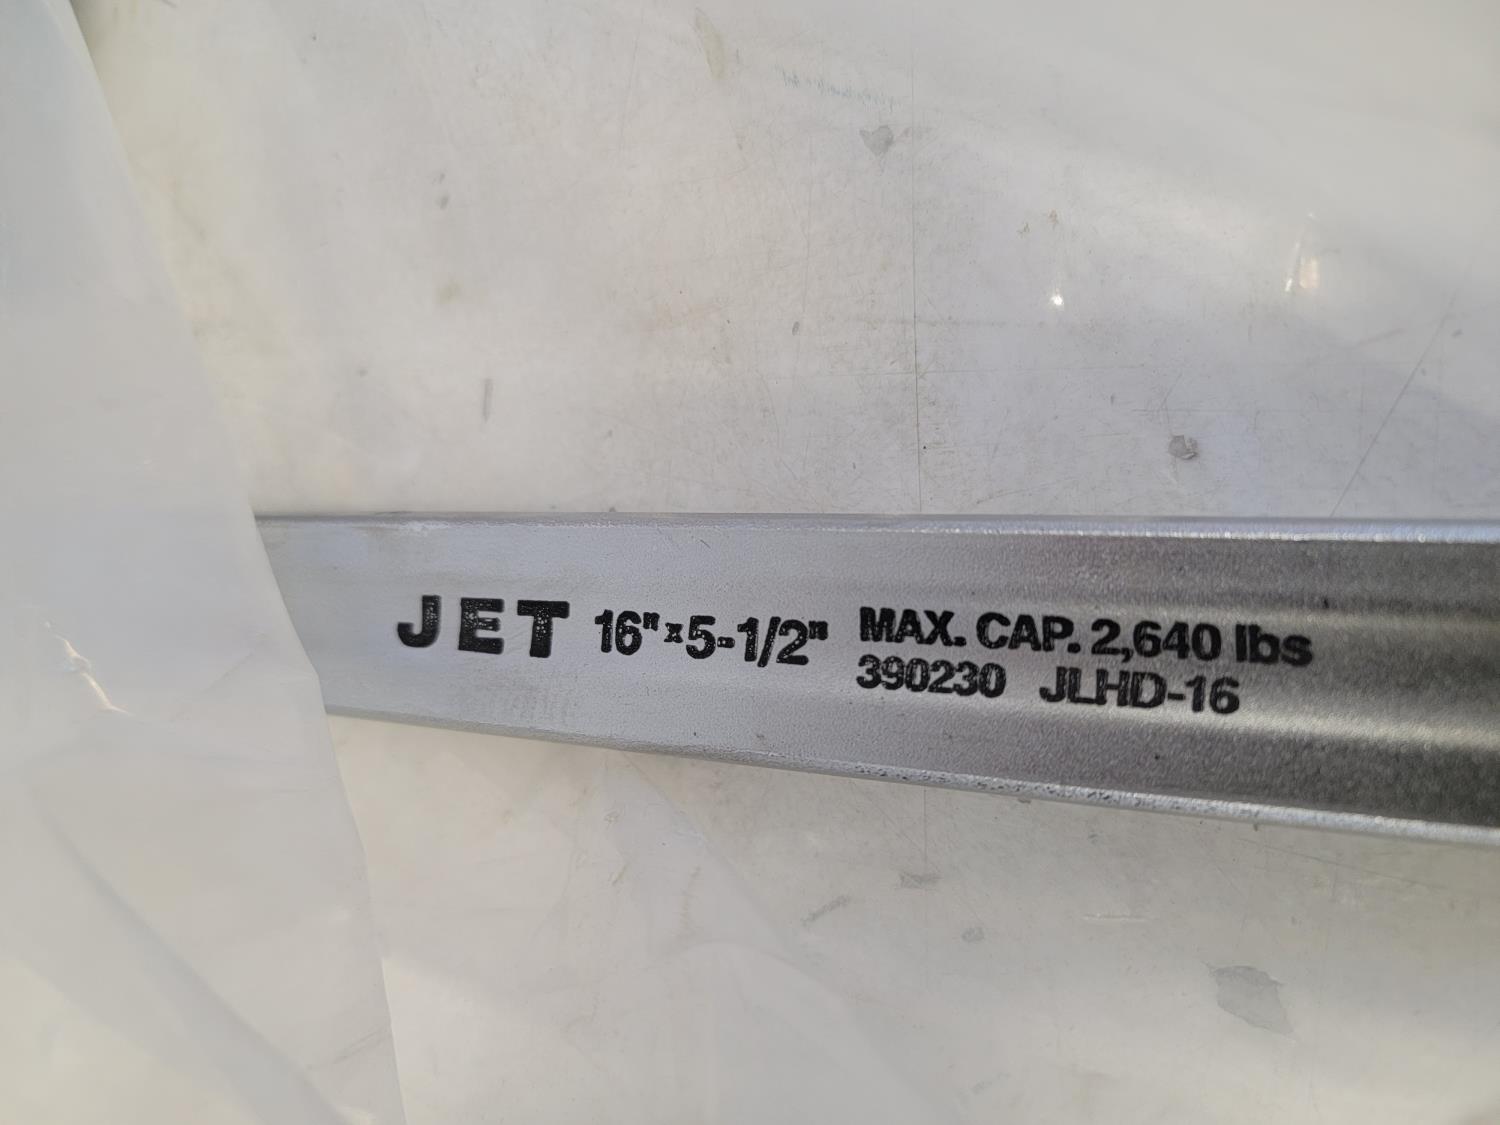 JET 16"x5-1/2" MAX. CAP. 2,640 lbs
390230 JLHD-16